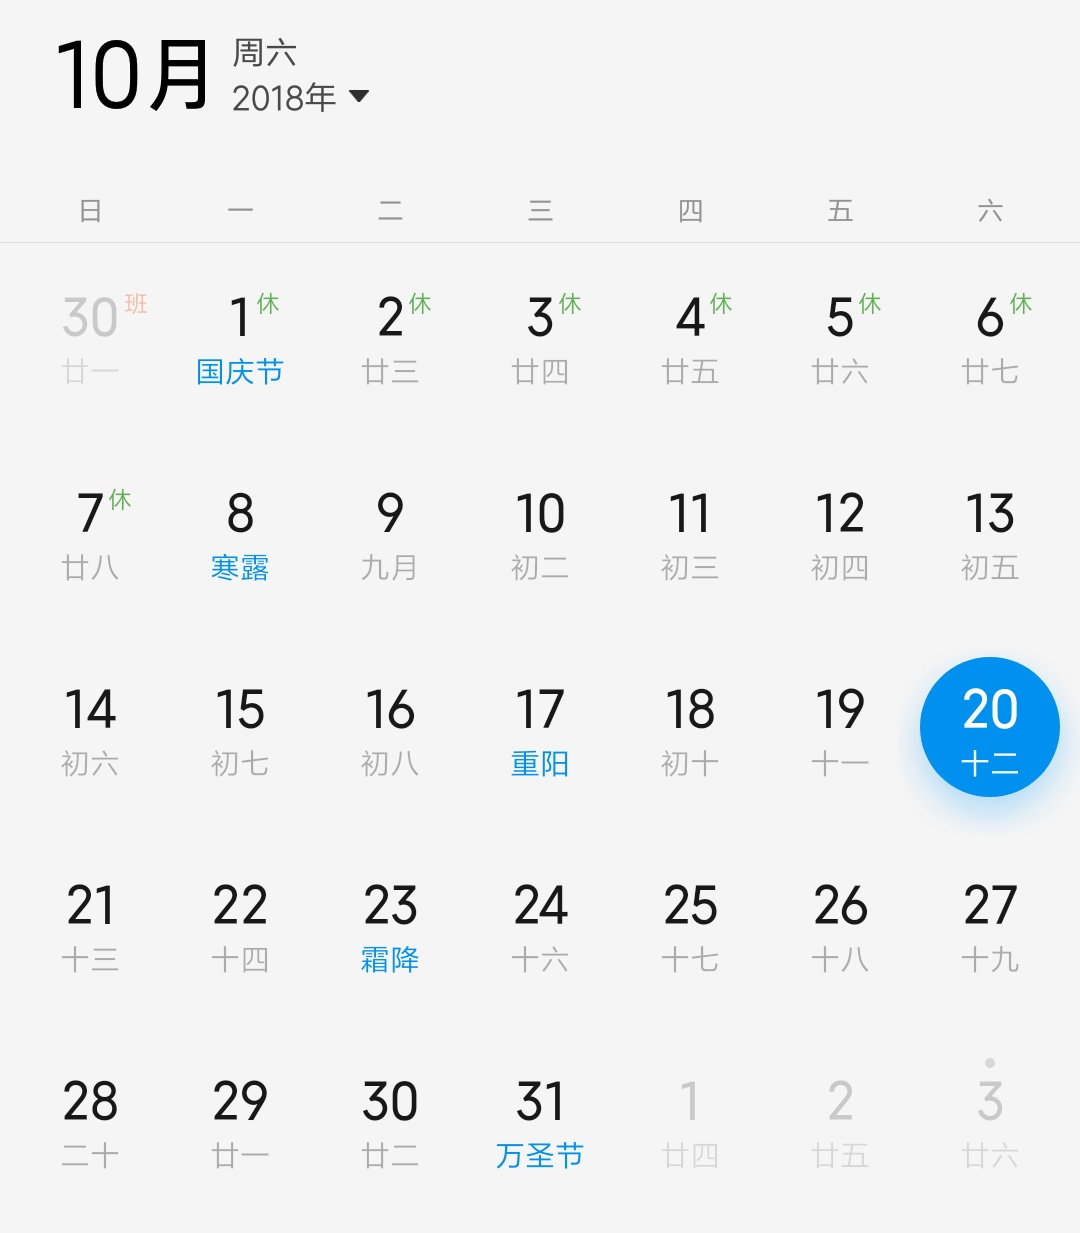 10月
周六
2018年
日 一 二 三 四 五 六
30 班 1 休 2 休 3 休 4 休 5 休 6 休
廿一 国庆节 廿三 廿四 廿五 廿六 廿七
7 休 8 9 10 11 12 13
廿八 寒露 九月 初二 初三 初四 初五
14 15 16 17 18 19 20
初六 初七 初八 重阳 初十 十一 十二
21 22 23 24 25 26 27
十三 十四 霜降 十六 十七 十八 十九
28 29 30 31 1 2 3
二十 廿一 廿二 万圣节 廿四 廿五 廿六